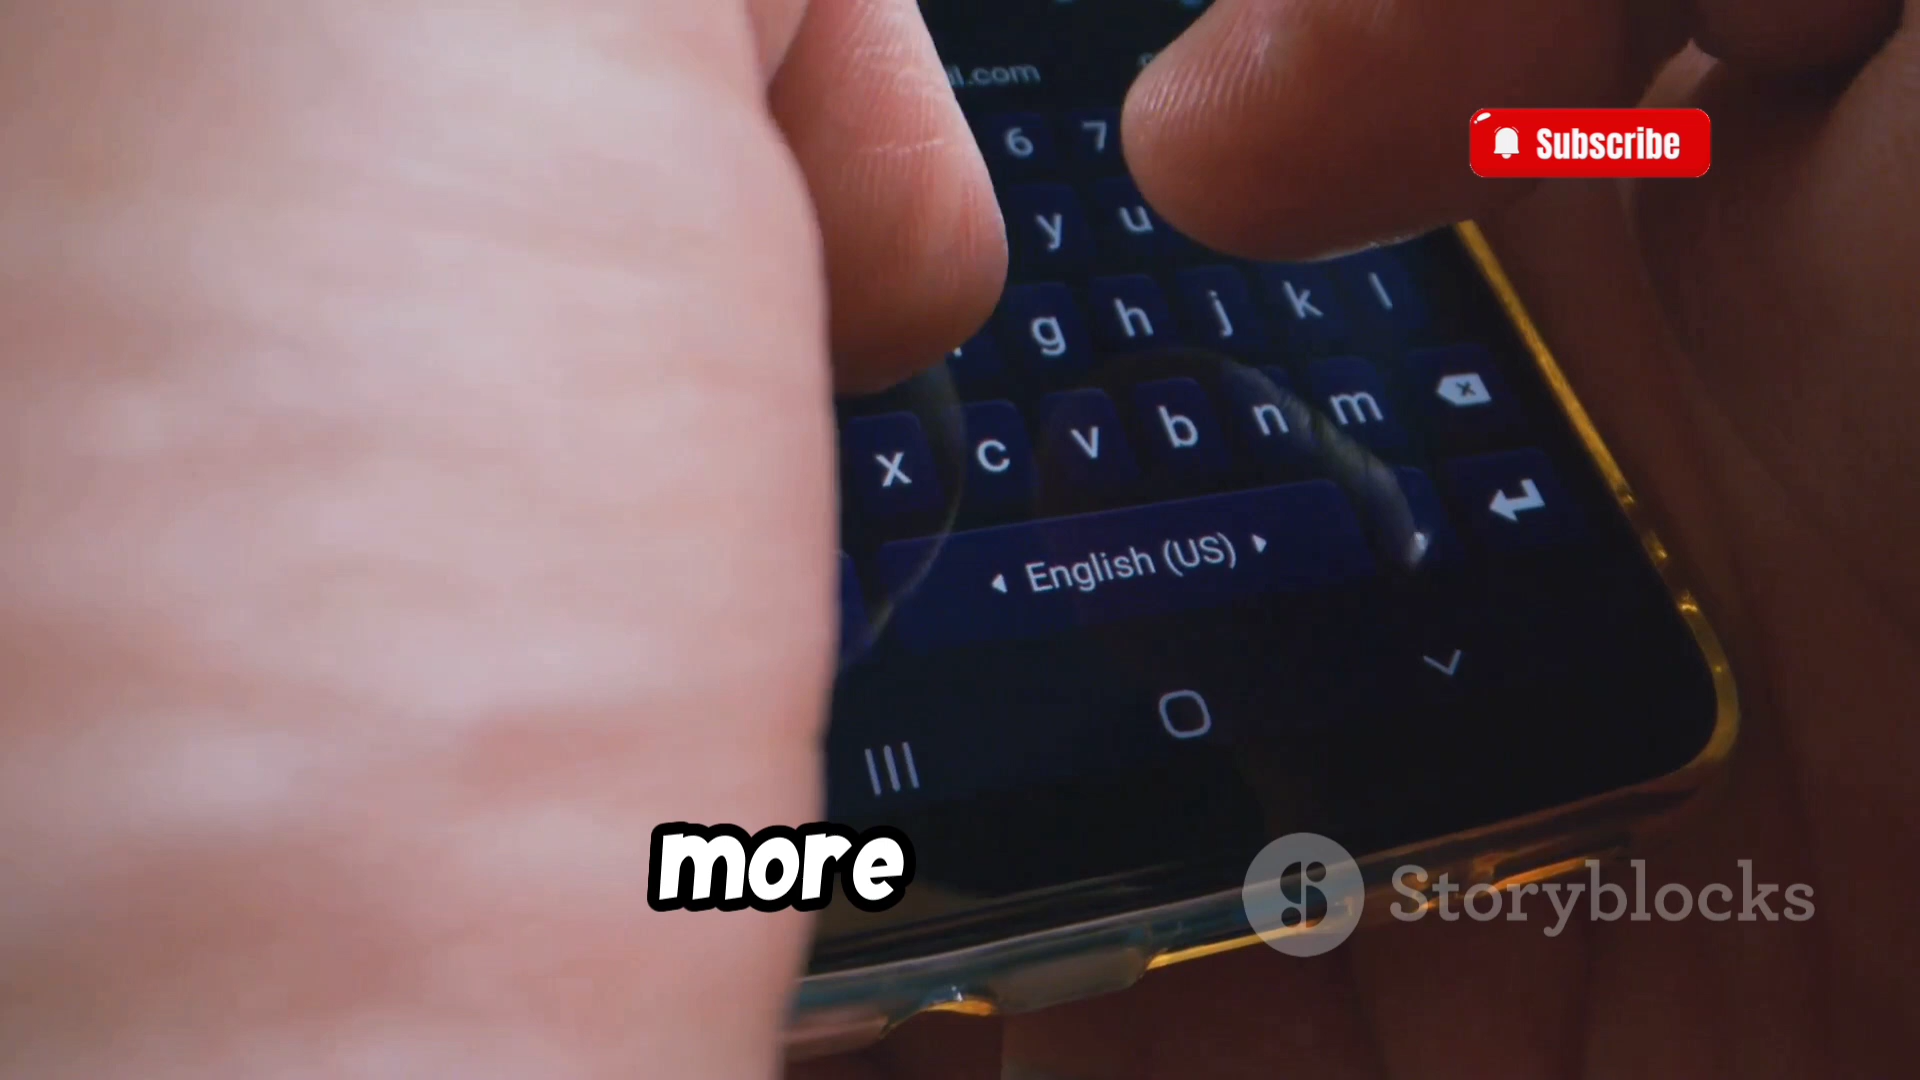 il.com
6 7
Subscribe
y u
g h j k l
x c v b n m
English (US)
more
Storyblocks